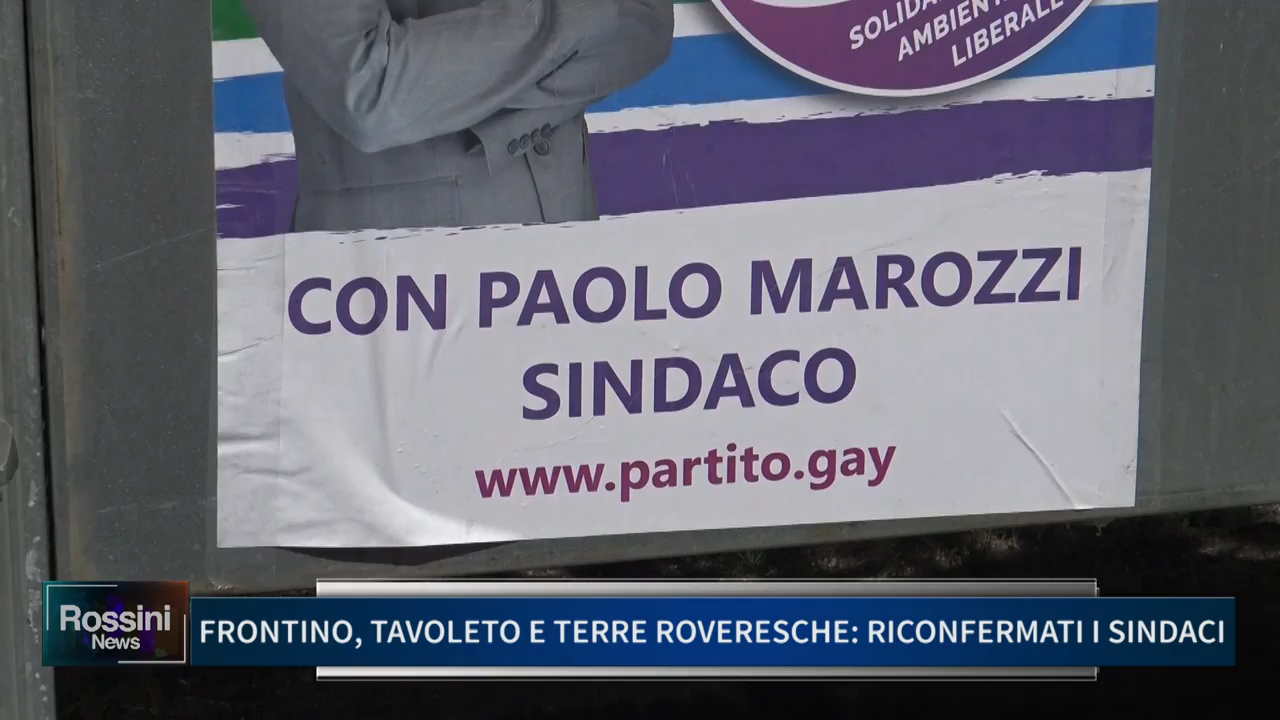 AMBIENT
LIBERALE
CON PAOLO MAROZZI
SINDACO
www.partito.gay
Rossini
News
FRONTINO, TAVOLETO E TERRE ROVERESCHE: RICONFERMATI I SINDACI